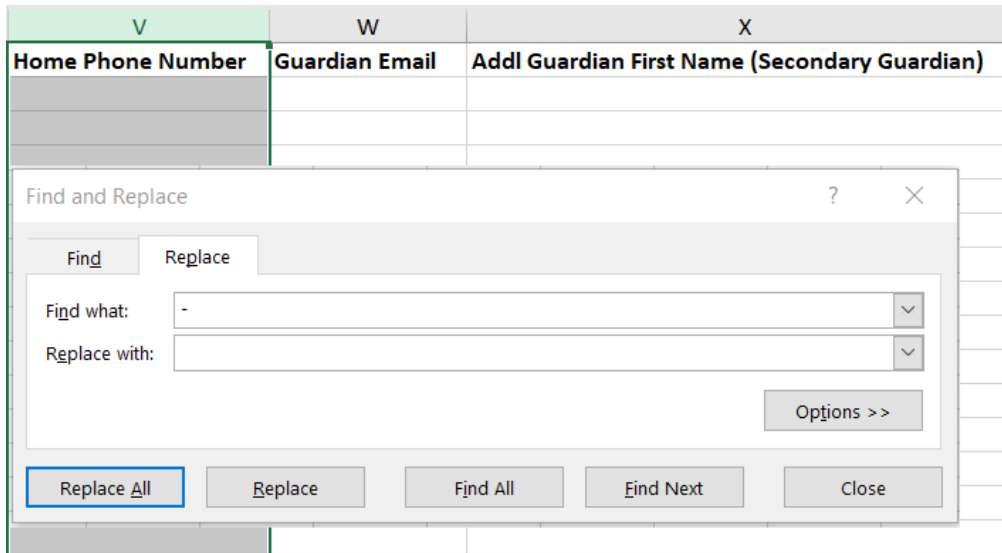 V W X
Home Phone Number Guardian Email Addl Guardian First Name (Secondary Guardian)
Find and Replace ? ×
Find Replace
Find what: -
Replace with:
Options >>
Replace All Replace Find All Find Next Close